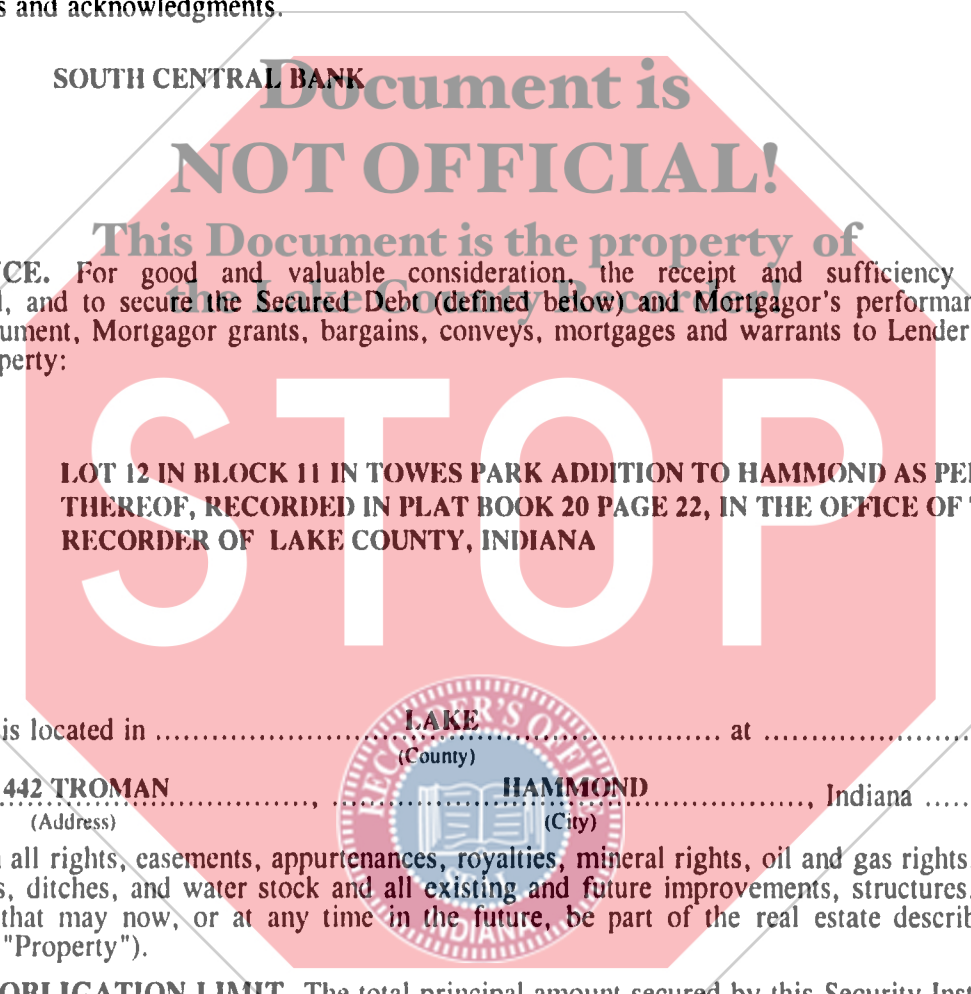 s and acknowledgments.
SOUTH CENTRAL BANK
Document is
NOT OFFICIAL!
This Document is the property of
the Lake County Recorder!
CE. For good and valuable consideration, the receipt and sufficiency
, and to secure the Secured Debt (defined below) and Mortgagor's performan
ument, Mortgagor grants, bargains, conveys, mortgages and warrants to Lender
perty:
STOP
LOT 12 IN BLOCK 11 IN TOWES PARK ADDITION TO HAMMOND AS PER
THEREOF, RECORDED IN PLAT BOOK 20 PAGE 22, IN THE OFFICE OF T
RECORDER OF LAKE COUNTY, INDIANA
RECORDER'S OFFICE
is located in ........ LAKE ........ at ........
(County)
442 TROMAN ........, ........ HAMMOND ........, Indiana .....
(Address) (City)
all rights, easements, appurtenances, royalties, mineral rights, oil and gas rights,
s, ditches, and water stock and all existing and future improvements, structures,
that may now, or at any time in the future, be part of the real estate describ
"Property").
SEAL
INDIANA
OBLIGATION LIMIT. The total principal amount secured by this Security Inst